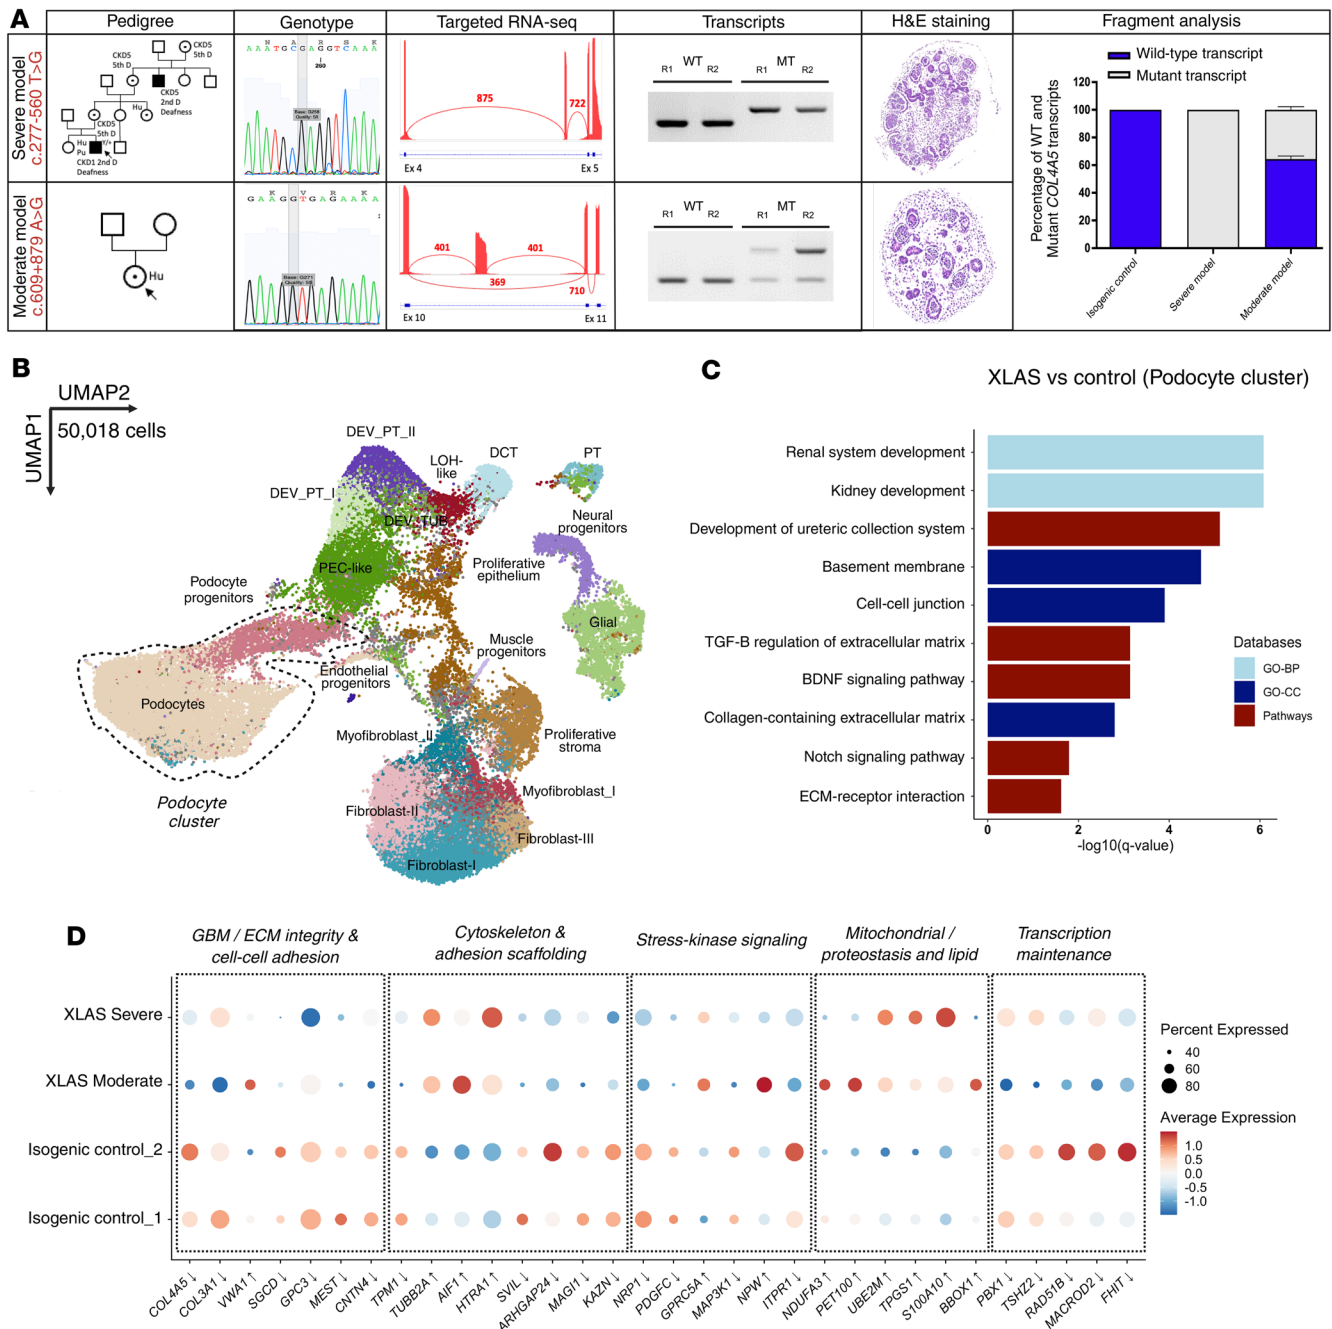 A
Pedigree
Genotype
Targeted RNA-seq
Transcripts
H&E staining
Fragment analysis
Severe model
c.277-560 T>G
CKD5
5th D
CKD5
5th D
CKD5
2nd D
Deafness
Hu
CKD5
5th D
Hu
Pu
Y/+
CKD1 2nd D
Deafness
N A R S K
A A A T G C G A G G T C A A A
260
Base: G258
Quality: 58
875
722
Ex 4
Ex 5
WT
MT
R1
R2
R1
R2
Wild-type transcript
Mutant transcript
Percentage of WT and
Mutant COL4A5 transcripts
120
100
80
60
40
20
0
Isogenic control
Severe model
Moderate model
Moderate model
c.609+879 A>G
Hu
K V K K
G A A G G T G A G A A A A
Base: G271
Quality: 58
401
401
369
710
Ex 10
Ex 11
WT
MT
R1
R2
R1
R2
B
UMAP2
UMAP1
50,018 cells
DEV_PT_II
LOH-
like
DCT
PT
DEV_PT_I
DEV_TUB
Neural
progenitors
PEC-like
Proliferative
epithelium
Podocyte
progenitors
Glial
Muscle
progenitors
Endothelial
progenitors
Podocytes
Myofibroblast_II
Proliferative
stroma
Podocyte
cluster
Myofibroblast_I
Fibroblast-II
Fibroblast-III
Fibroblast-I
C
XLAS vs control (Podocyte cluster)
Renal system development
Kidney development
Development of ureteric collection system
Basement membrane
Cell-cell junction
TGF-B regulation of extracellular matrix
BDNF signaling pathway
Collagen-containing extracellular matrix
Notch signaling pathway
ECM-receptor interaction
0
2
4
6
-log10(q-value)
Databases
GO-BP
GO-CC
Pathways
D
GBM / ECM integrity &
cell-cell adhesion
Cytoskeleton &
adhesion scaffolding
Stress-kinase signaling
Mitochondrial /
proteostasis and lipid
Transcription
maintenance
XLAS Severe
XLAS Moderate
Isogenic control_2
Isogenic control_1
COL4A5↓
COL3A1↓
VWA1↑
SGCD↓
GPC3↓
MEST↓
CNTN4↓
TPM1↓
TUBB2A↑
AIF1↑
HTRA1↑
SVIL↓
ARHGAP24↓
MAGI1↓
KAZN↓
NRP1↓
PDGFC↓
GPRC5A↑
MAP3K1↓
NPW↑
ITPR1↓
NDUFA3↑
PET100↑
UBE2M↑
TPGS1↑
S100A10↑
BBOX1↑
PBX1↓
TSHZ2↓
RAD51B↓
MACROD2↓
FHIT↓
Percent Expressed
40
60
80
Average Expression
1.0
0.5
0.0
-0.5
-1.0